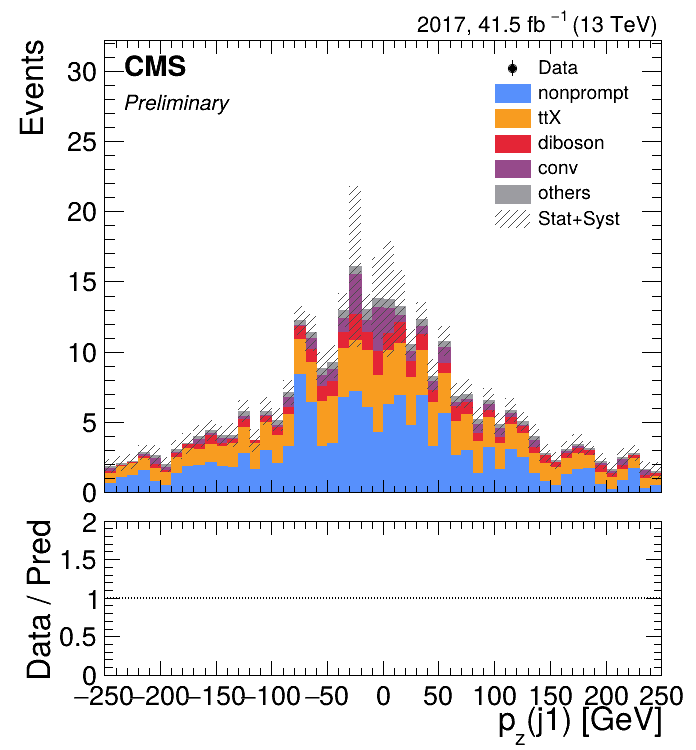 2017, 41.5 fb⁻¹ (13 TeV)
CMS
Preliminary
Events
30
25
20
15
10
5
0
Data
nonprompt
ttX
diboson
conv
others
Stat+Syst
Data / Pred
2
1.5
1
0.5
0
−250 −200 −150 −100 −50 0 50 100 150 200 250
p_z(j1) [GeV]